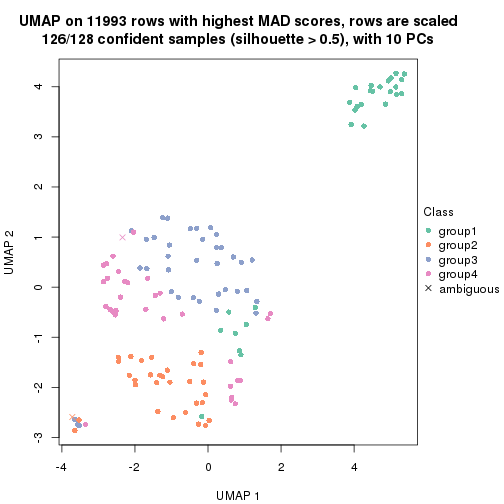 UMAP on 11993 rows with highest MAD scores, rows are scaled
126/128 confident samples (silhouette > 0.5), with 10 PCs
4
3
2
1
0
-1
-2
-3
UMAP 2
-4
-2
0
2
4
UMAP 1
Class
group1
group2
group3
group4
ambiguous